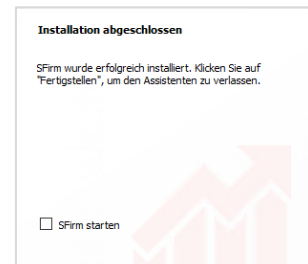 Installation abgeschlossen
SFirm wurde erfolgreich installiert. Klicken Sie auf
"Fertigstellen", um den Assistenten zu verlassen.
SFirm starten